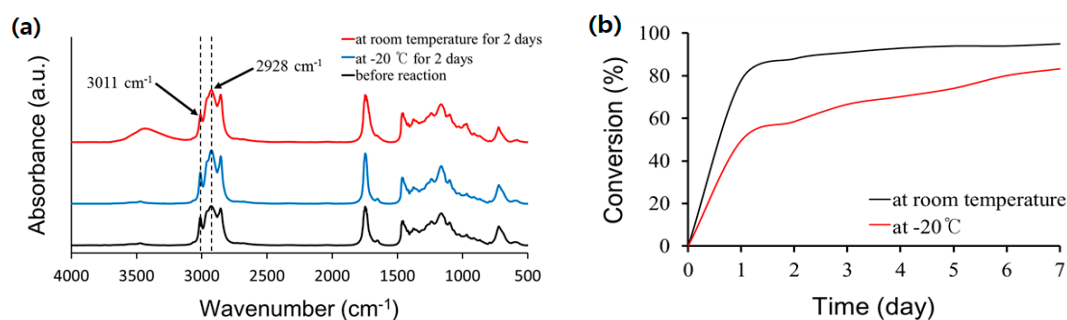 (a)
Absorbance (a.u.)
at room temperature for 2 days
at -20 ℃ for 2 days
before reaction
3011 cm⁻¹
2928 cm⁻¹
4000 3500 3000 2500 2000 1500 1000 500
Wavenumber (cm⁻¹)
(b)
Conversion (%)
100
80
60
40
20
0
at room temperature
at -20℃
0 1 2 3 4 5 6 7
Time (day)